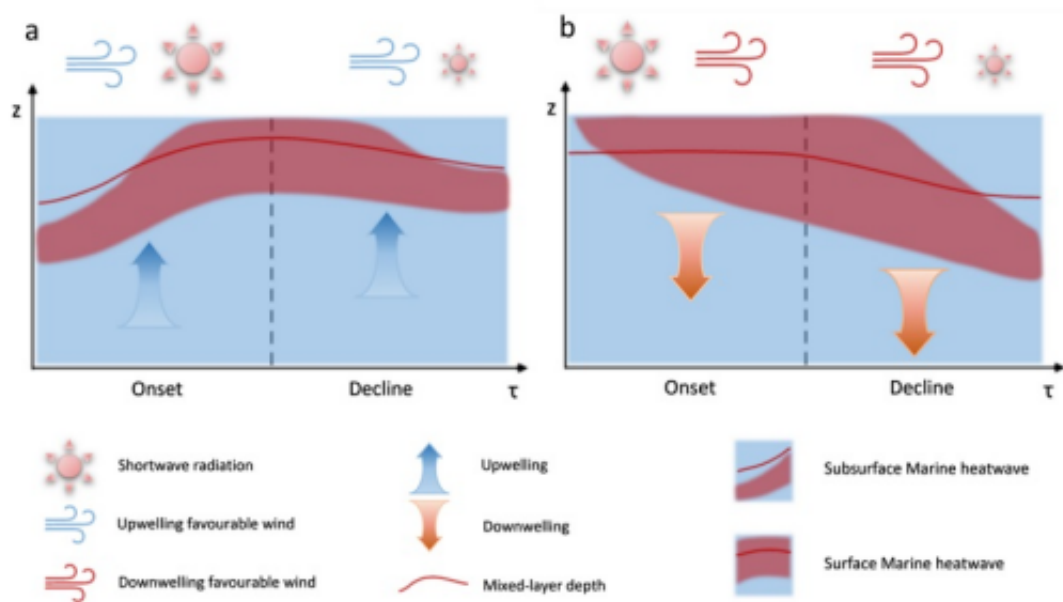 a
b
z
z
Onset
Decline
τ
Onset
Decline
τ
Shortwave radiation
Upwelling
Subsurface Marine heatwave
Upwelling favourable wind
Downwelling
Downwelling favourable wind
Mixed-layer depth
Surface Marine heatwave